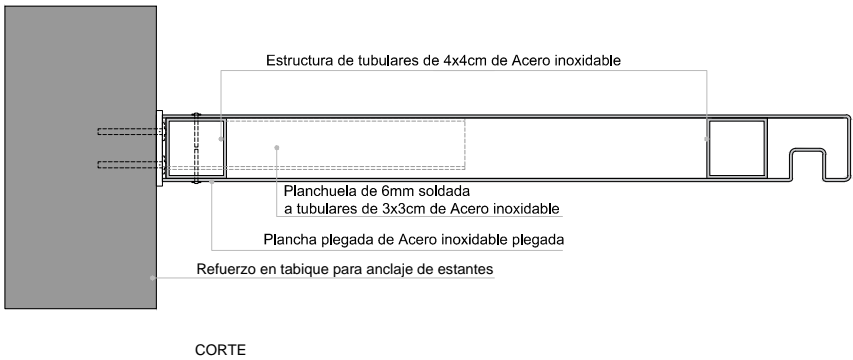 Estructura de tubulares de 4x4cm de Acero inoxidable
Planchuela de 6mm soldada
a tubulares de 3x3cm de Acero inoxidable
Plancha plegada de Acero inoxidable plegada
Refuerzo en tabique para anclaje de estantes
CORTE